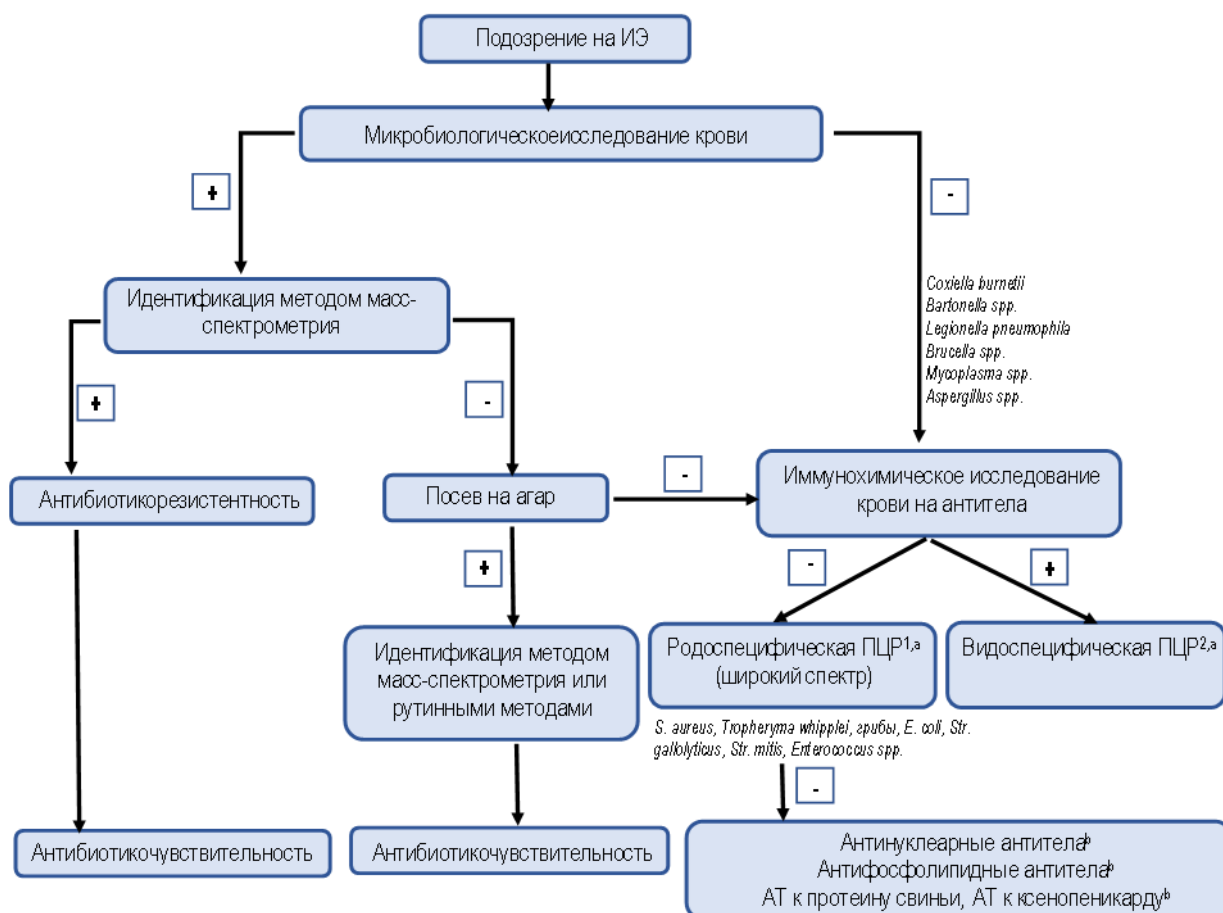 Подозрение на ИЭ
Микробиологическоеисследование крови
+
-
Coxiella burnetii
Bartonella spp.
Legionella pneumophila
Brucella spp.
Mycoplasma spp.
Aspergillus spp.
Идентификация методом масс-
спектрометрия
+
-
Антибиотикорезистентность
Посев на агар
-
Иммунохимическое исследование
крови на антитела
+
-
+
Идентификация методом
масс-спектрометрия или
рутинными методами
Родоспецифическая ПЦР1,a
(широкий спектр)
Видоспецифическая ПЦР2,a
S. aureus, Tropheryma whipplei, грибы, E. coli, Str.
gallolyticus, Str. mitis, Enterococcus spp.
-
Антибиотикочувствительность
Антибиотикочувствительность
Антинуклеарные антителаb
Антифосфолипидные антителаb
АТ к протеину свиньи, АТ к ксенопеникардуb